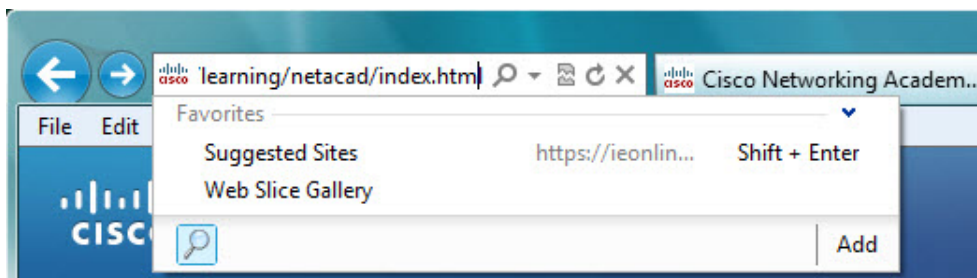 cisco learning/netacad/index.html
Cisco Networking Academ...
File Edit
Favorites
Suggested Sites https://ieonlin... Shift + Enter
Web Slice Gallery
CISC
Add